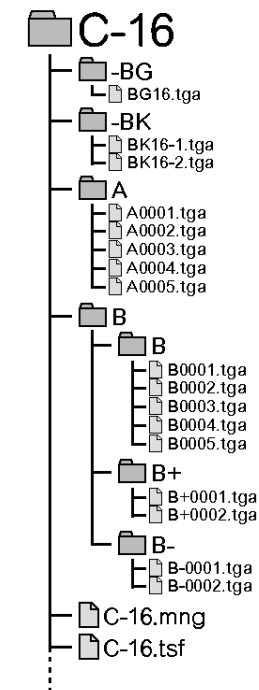 C-16
-BG
BG16.tga
-BK
BK16-1.tga
BK16-2.tga
A
A0001.tga
A0002.tga
A0003.tga
A0004.tga
A0005.tga
B
B
B0001.tga
B0002.tga
B0003.tga
B0004.tga
B0005.tga
B+
B+0001.tga
B+0002.tga
B-
B-0001.tga
B-0002.tga
C-16.mng
C-16.tsf